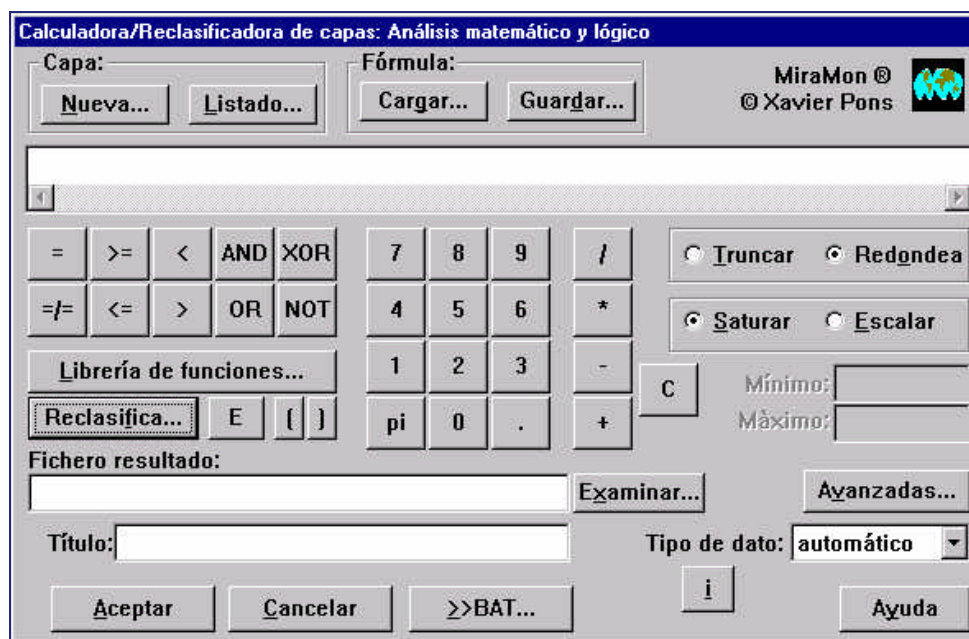 Calculadora/Reclasificadora de capas: Análisis matemático y lógico
Capa:
Nueva... Listado...
Fórmula:
Cargar... Guardar...
MiraMon ®
© Xavier Pons
= >= < AND XOR 7 8 9 /
Truncar Redondea
=/= <= > OR NOT 4 5 6 *
Saturar Escalar
Librería de funciones... 1 2 3 - C
Mínimo:
Reclasifica... E ( ) pi 0 . +
Màximo:
Fichero resultado:
Examinar... Avanzadas...
Título:
Tipo de dato: automático
Aceptar Cancelar >>BAT... i Ayuda